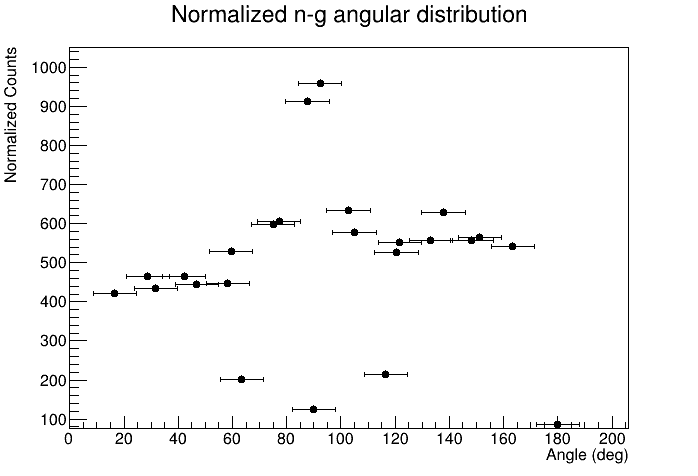 Normalized n-g angular distribution
Normalized Counts
1000
900
800
700
600
500
400
300
200
100
0 20 40 60 80 100 120 140 160 180 200
Angle (deg)